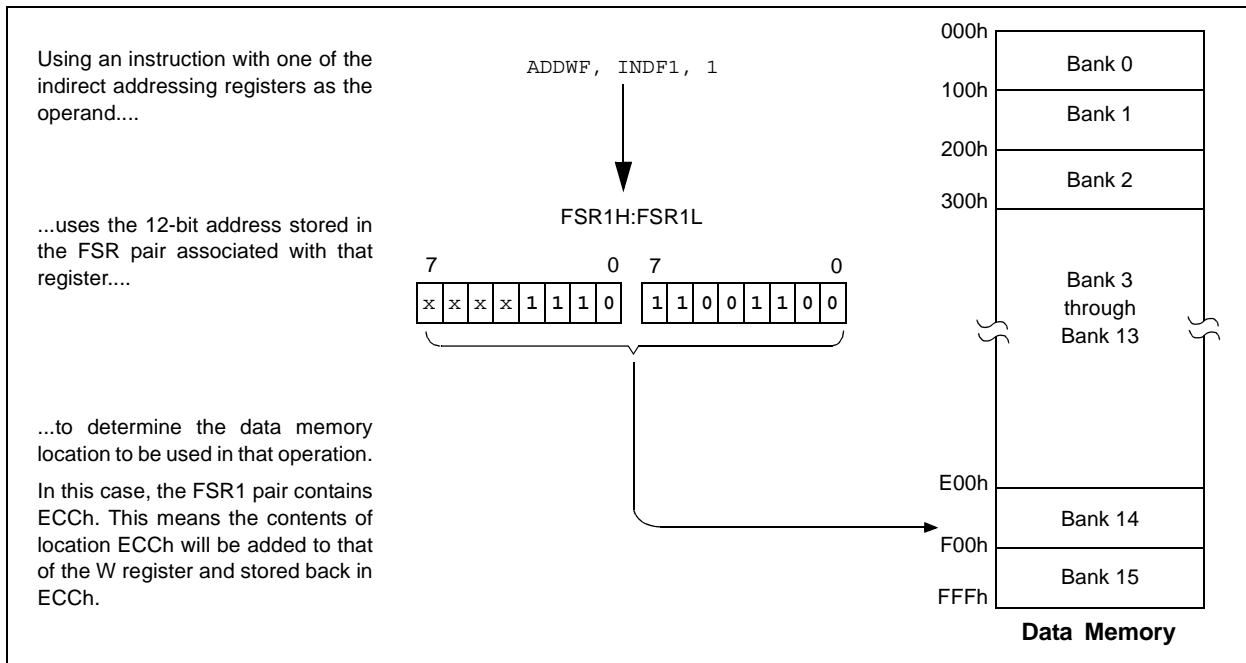 Using an instruction with one of the
indirect addressing registers as the
operand....
ADDWF, INDF1, 1
...uses the 12-bit address stored in
the FSR pair associated with that
register....
FSR1H:FSR1L
7 0 7 0
x x x x 1 1 1 0 1 1 0 0 1 1 0 0
...to determine the data memory
location to be used in that operation.
In this case, the FSR1 pair contains
ECCh. This means the contents of
location ECCh will be added to that
of the W register and stored back in
ECCh.
000h
Bank 0
100h
Bank 1
200h
Bank 2
300h
Bank 3
through
Bank 13
E00h
Bank 14
F00h
Bank 15
FFFh
Data Memory